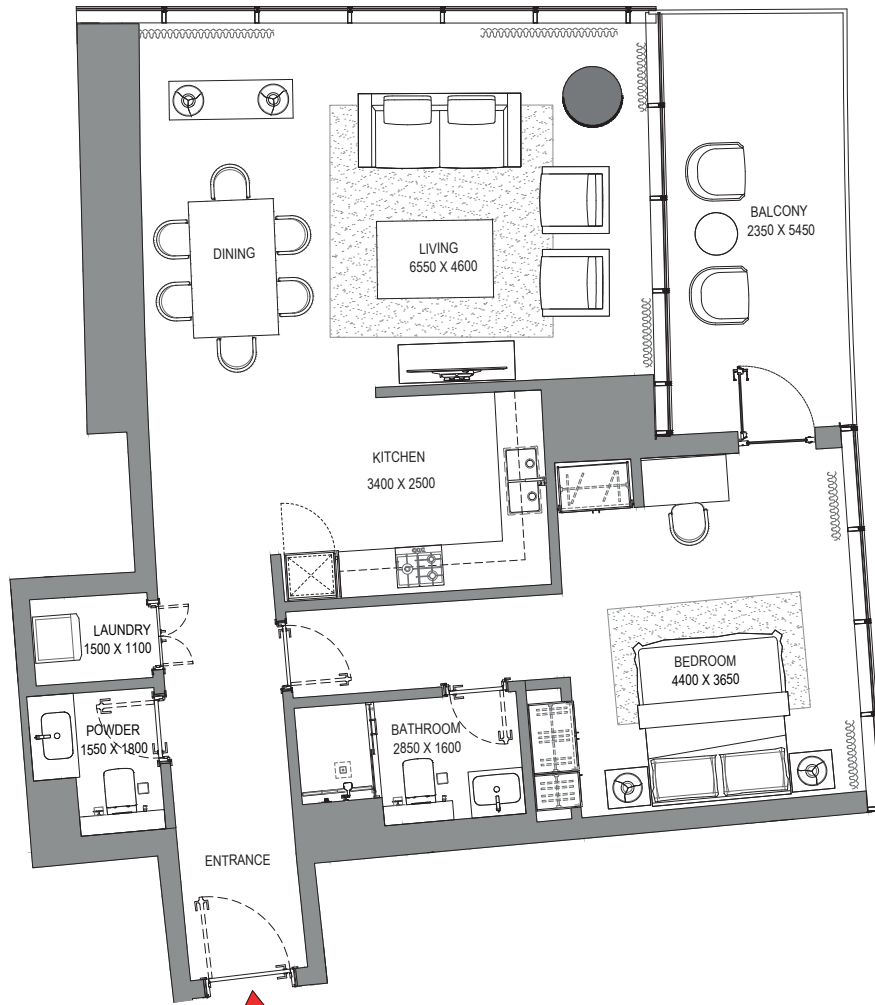 BALCONY
2350 X 5450
DINING
LIVING
6550 X 4600
KITCHEN
3400 X 2500
LAUNDRY
1500 X 1100
BEDROOM
4400 X 3650
POWDER
1550 X 1800
BATHROOM
2850 X 1600
ENTRANCE